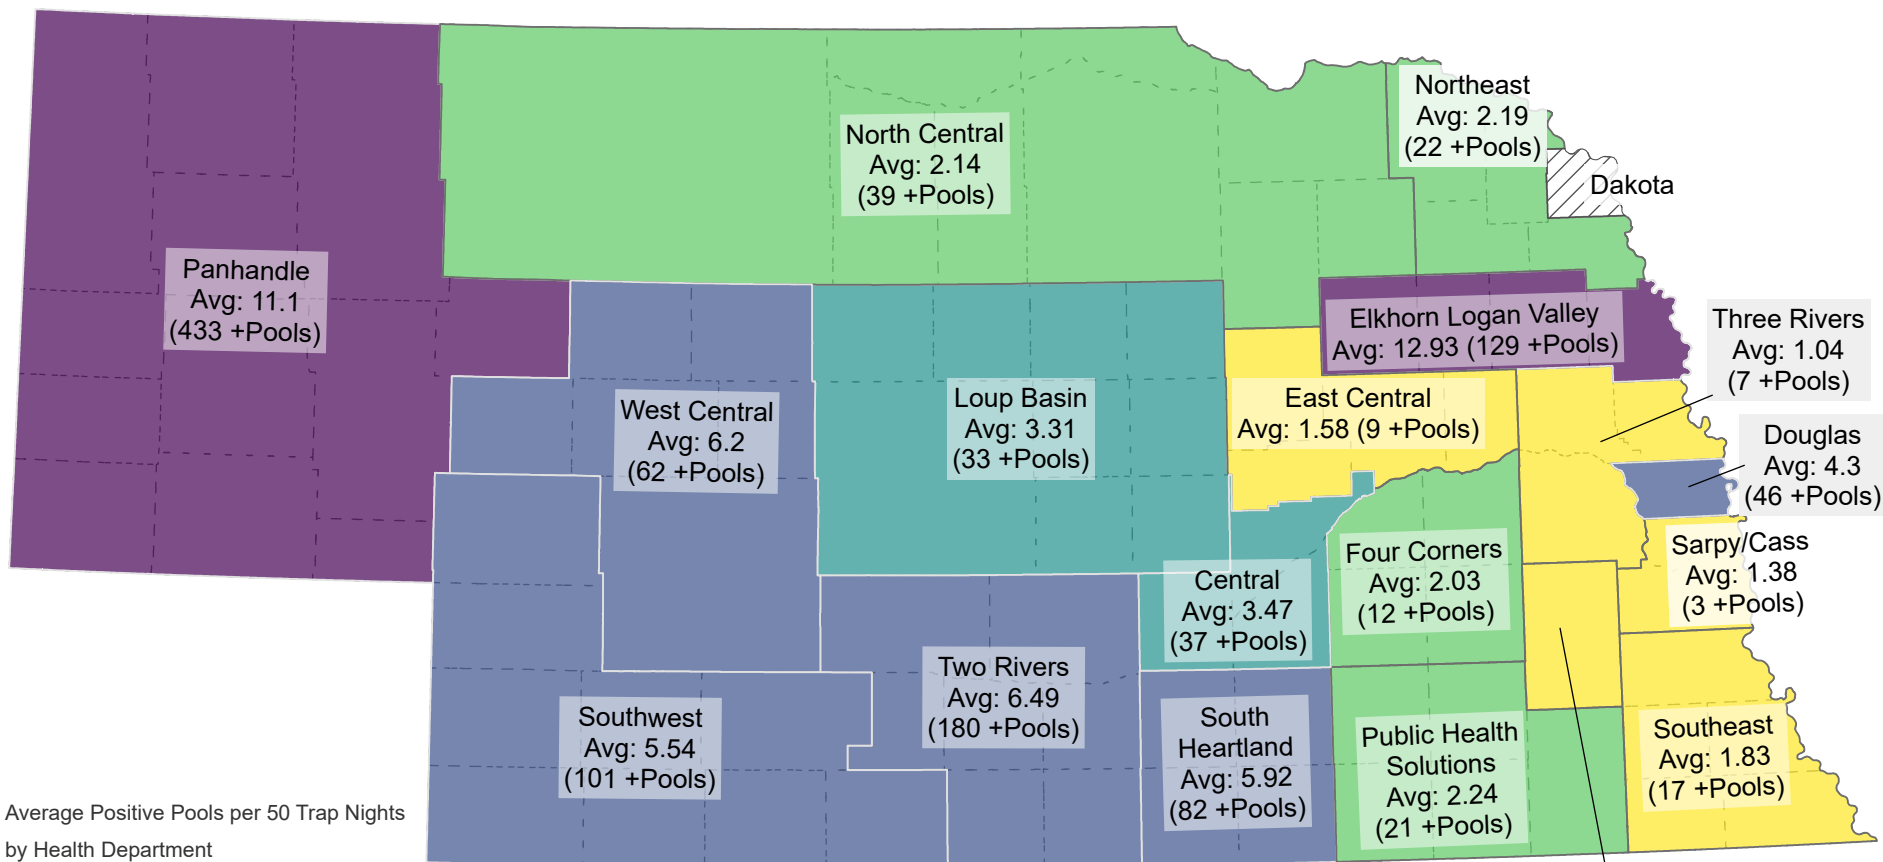 Northeast
Avg: 2.19
(22 +Pools)
North Central
Avg: 2.14
(39 +Pools)
Dakota
Panhandle
Avg: 11.1
(433 +Pools)
Elkhorn Logan Valley
Avg: 12.93 (129 +Pools)
Three Rivers
Avg: 1.04
(7 +Pools)
West Central
Avg: 6.2
(62 +Pools)
Loup Basin
Avg: 3.31
(33 +Pools)
East Central
Avg: 1.58 (9 +Pools)
Douglas
Avg: 4.3
(46 +Pools)
Four Corners
Avg: 2.03
(12 +Pools)
Sarpy/Cass
Avg: 1.38
(3 +Pools)
Central
Avg: 3.47
(37 +Pools)
Two Rivers
Avg: 6.49
(180 +Pools)
Southwest
Avg: 5.54
(101 +Pools)
South
Heartland
Avg: 5.92
(82 +Pools)
Public Health
Solutions
Avg: 2.24
(21 +Pools)
Southeast
Avg: 1.83
(17 +Pools)
Average Positive Pools per 50 Trap Nights
by Health Department